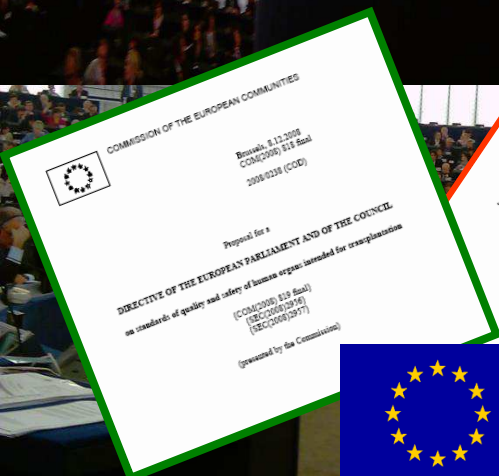 COMMISSION OF THE EUROPEAN COMMUNITIES
Brussels, 8.12.2008
COM(2008) 818 final
2008/0238 (COD)
Proposal for a
DIRECTIVE OF THE EUROPEAN PARLIAMENT AND OF THE COUNCIL
on standards of quality and safety of human organs intended for transplantation
(COM(2008) 819 final)
(SEC(2008)2956)
(SEC(2008)2957)
(presented by the Commission)